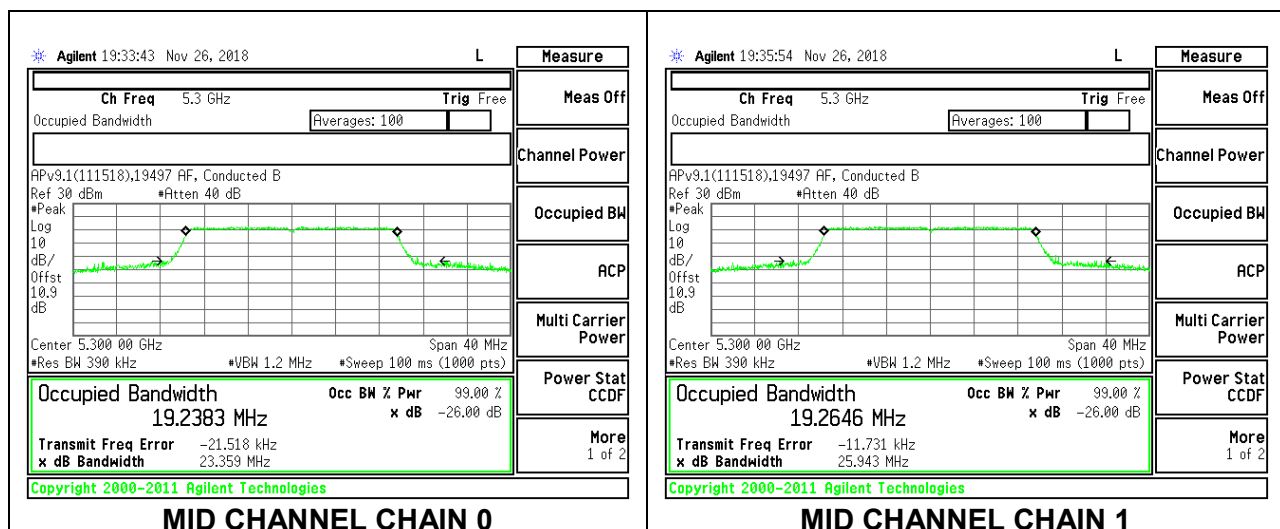 Agilent 19:33:43 Nov 26, 2018 L
Measure
Ch Freq 5.3 GHz Trig Free
Occupied Bandwidth Averages: 100
APv9.1(111518),19497 AF, Conducted B
Ref 30 dBm #Atten 40 dB
#Peak
Log
10
dB/
Offst
10.9
dB
Center 5.300 00 GHz Span 40 MHz
#Res BW 390 kHz #VBW 1.2 MHz #Sweep 100 ms (1000 pts)
Occupied Bandwidth Occ BW % Pwr 99.00 %
19.2383 MHz x dB -26.00 dB
Transmit Freq Error -21.518 kHz
x dB Bandwidth 23.359 MHz
Meas Off
Channel Power
Occupied BW
ACP
Multi Carrier
Power
Power Stat
CCDF
More
1 of 2
Copyright 2000-2011 Agilent Technologies
MID CHANNEL CHAIN 0
Agilent 19:35:54 Nov 26, 2018 L
Measure
Ch Freq 5.3 GHz Trig Free
Occupied Bandwidth Averages: 100
APv9.1(111518),19497 AF, Conducted B
Ref 30 dBm #Atten 40 dB
#Peak
Log
10
dB/
Offst
10.9
dB
Center 5.300 00 GHz Span 40 MHz
#Res BW 390 kHz #VBW 1.2 MHz #Sweep 100 ms (1000 pts)
Occupied Bandwidth Occ BW % Pwr 99.00 %
19.2646 MHz x dB -26.00 dB
Transmit Freq Error -11.731 kHz
x dB Bandwidth 25.943 MHz
Meas Off
Channel Power
Occupied BW
ACP
Multi Carrier
Power
Power Stat
CCDF
More
1 of 2
Copyright 2000-2011 Agilent Technologies
MID CHANNEL CHAIN 1